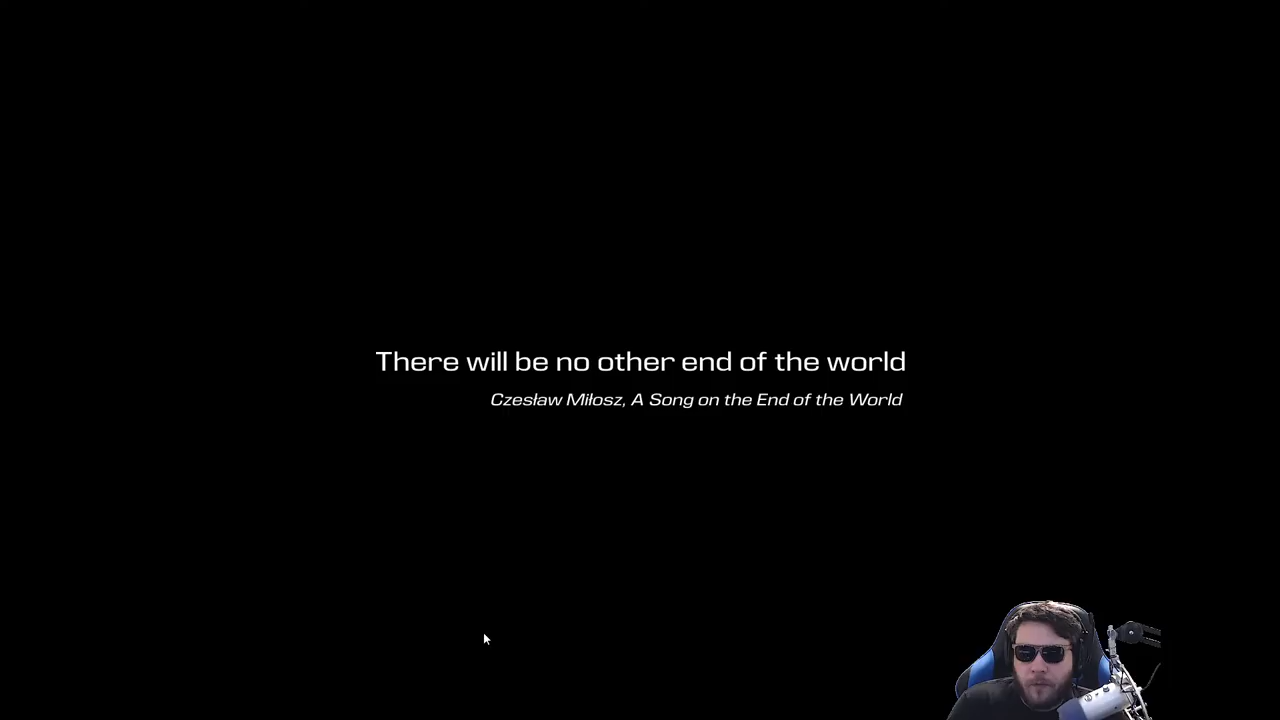 There will be no other end of the world
Czesław Miłosz, A Song on the End of the World